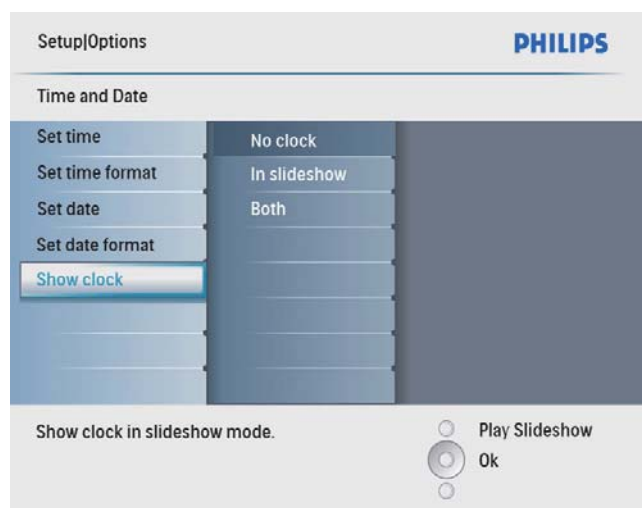 Setup|Options
PHILIPS
Time and Date
Set time
Set time format
Set date
Set date format
Show clock
No clock
In slideshow
Both
Show clock in slideshow mode.
Play Slideshow
Ok